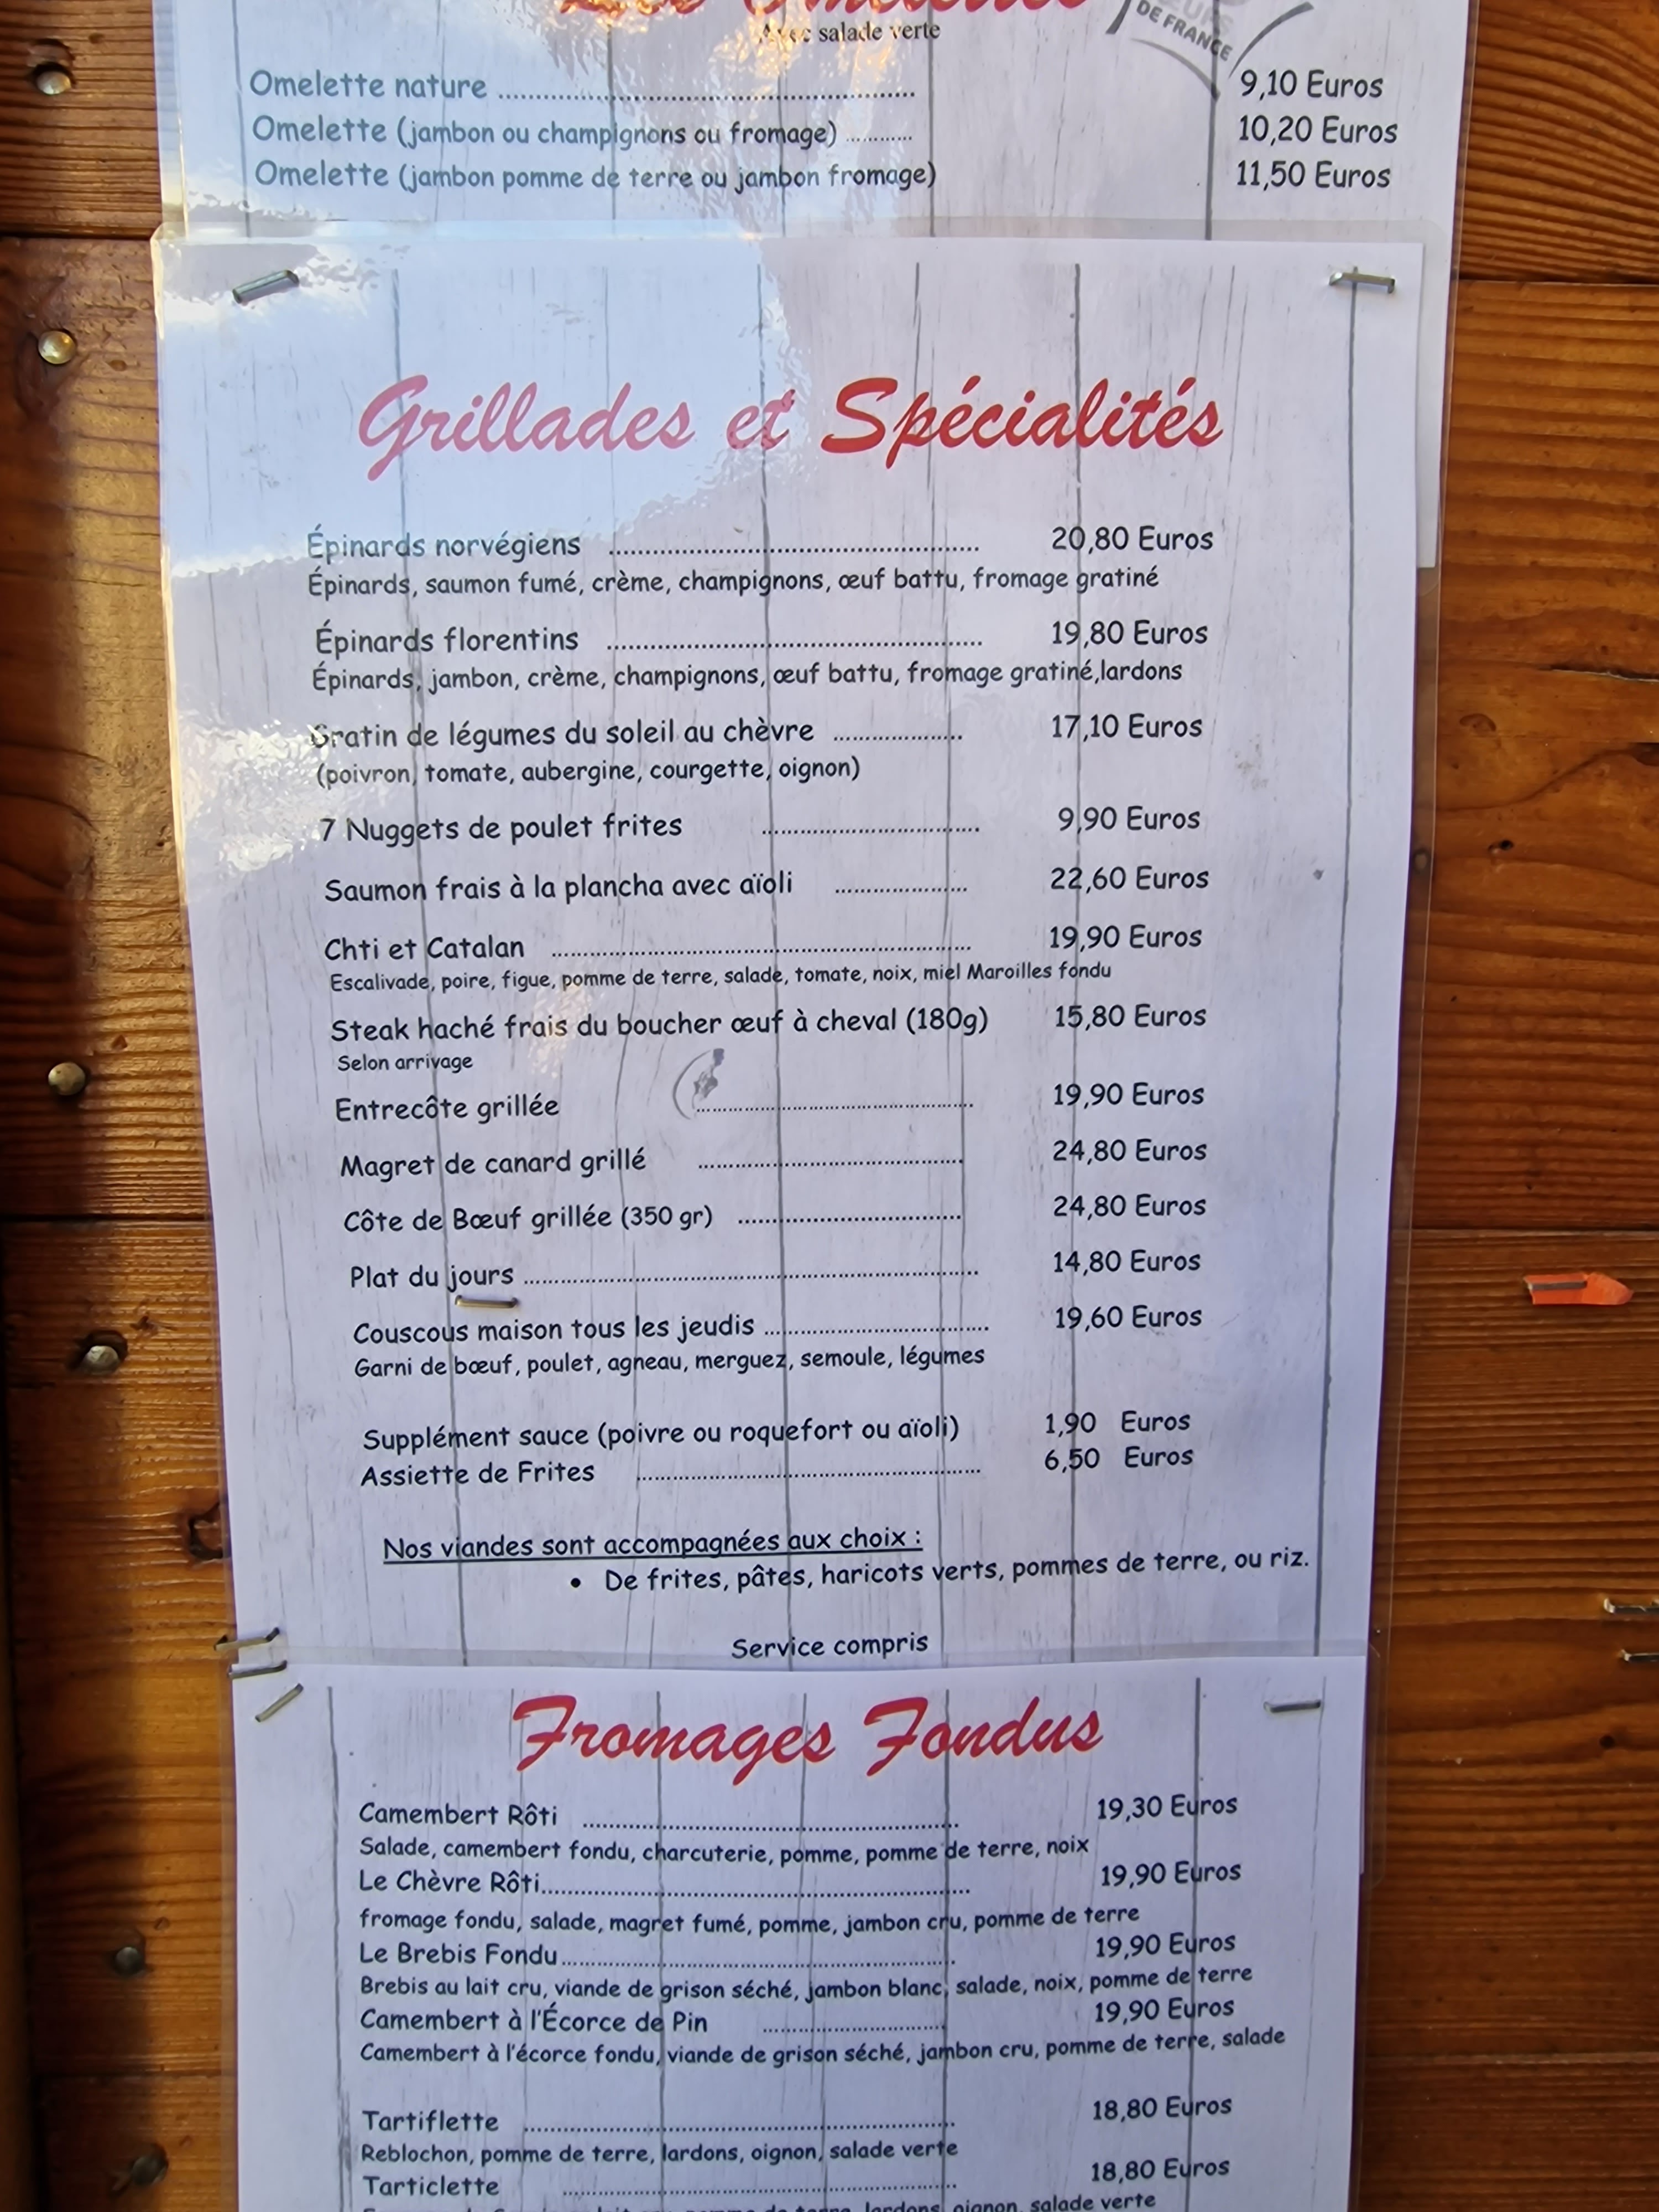 Les Omelettes
Avec salade verte
DE FRANCE
Omelette nature ........ 9,10 Euros
Omelette (jambon ou champignons ou fromage) ........ 10,20 Euros
Omelette (jambon pomme de terre ou jambon fromage) 11,50 Euros
Grillades et Spécialités
Épinards norvégiens ........ 20,80 Euros
Épinards, saumon fumé, crème, champignons, œuf battu, fromage gratiné
Épinards florentins ........ 19,80 Euros
Épinards, jambon, crème, champignons, œuf battu, fromage gratiné,lardons
Gratin de légumes du soleil au chèvre ........ 17,10 Euros
(poivron, tomate, aubergine, courgette, oignon)
7 Nuggets de poulet frites ........ 9,90 Euros
Saumon frais à la plancha avec aïoli ........ 22,60 Euros
Chti et Catalan ........ 19,90 Euros
Escalivade, poire, figue, pomme de terre, salade, tomate, noix, miel Maroilles fondu
Steak haché frais du boucher œuf à cheval (180g) 15,80 Euros
Selon arrivage
Entrecôte grillée ........ 19,90 Euros
Magret de canard grillé ........ 24,80 Euros
Côte de Bœuf grillée (350 gr) ........ 24,80 Euros
Plat du jours ........ 14,80 Euros
Couscous maison tous les jeudis ........ 19,60 Euros
Garni de bœuf, poulet, agneau, merguez, semoule, légumes
Supplément sauce (poivre ou roquefort ou aïoli) 1,90 Euros
Assiette de Frites ........ 6,50 Euros
Nos viandes sont accompagnées aux choix :
• De frites, pâtes, haricots verts, pommes de terre, ou riz.
Service compris
Fromages Fondus
Camembert Rôti ........ 19,30 Euros
Salade, camembert fondu, charcuterie, pomme, pomme de terre, noix
Le Chèvre Rôti........ 19,90 Euros
fromage fondu, salade, magret fumé, pomme, jambon cru, pomme de terre
Le Brebis Fondu........ 19,90 Euros
Brebis au lait cru, viande de grison séché, jambon blanc, salade, noix, pomme de terre
Camembert à l'Écorce de Pin ........ 19,90 Euros
Camembert à l'écorce fondu, viande de grison séché, jambon cru, pomme de terre, salade
Tartiflette ........ 18,80 Euros
Reblochon, pomme de terre, lardons, oignon, salade verte
Tarticlette ........ 18,80 Euros
lardons, oignon, salade verte